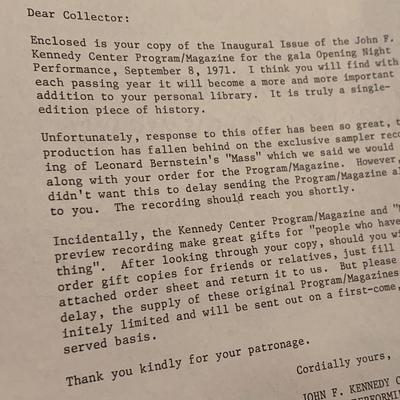 Dear Collector:
Enclosed is your copy of the Inaugural Issue of the John F.
Kennedy Center Program/Magazine for the gala Opening Night
Performance, September 8, 1971. I think you will find with
each passing year it will become a more and more important
addition to your personal library. It is truly a single-
edition piece of history.
Unfortunately, response to this offer has been so great,
production has fallen behind on the exclusive sampler
ing of Leonard Bernstein's "Mass" which we said we would
along with your order for the Program/Magazine. However,
didn't want this to delay sending the Program/Magazine
to you. The recording should reach you shortly.
Incidentally, the Kennedy Center Program/Magazine and
preview recording make great gifts for "people who have
thing". After looking through your copy, should you
order gift copies for friends or relatives, just fill
attached order sheet and return it to us. But please
delay, the supply of these original Program/Magazines
initely limited and will be sent out on a first-come,
served basis.
Thank you kindly for your patronage.
Cordially yours,
JOHN F. KENNEDY